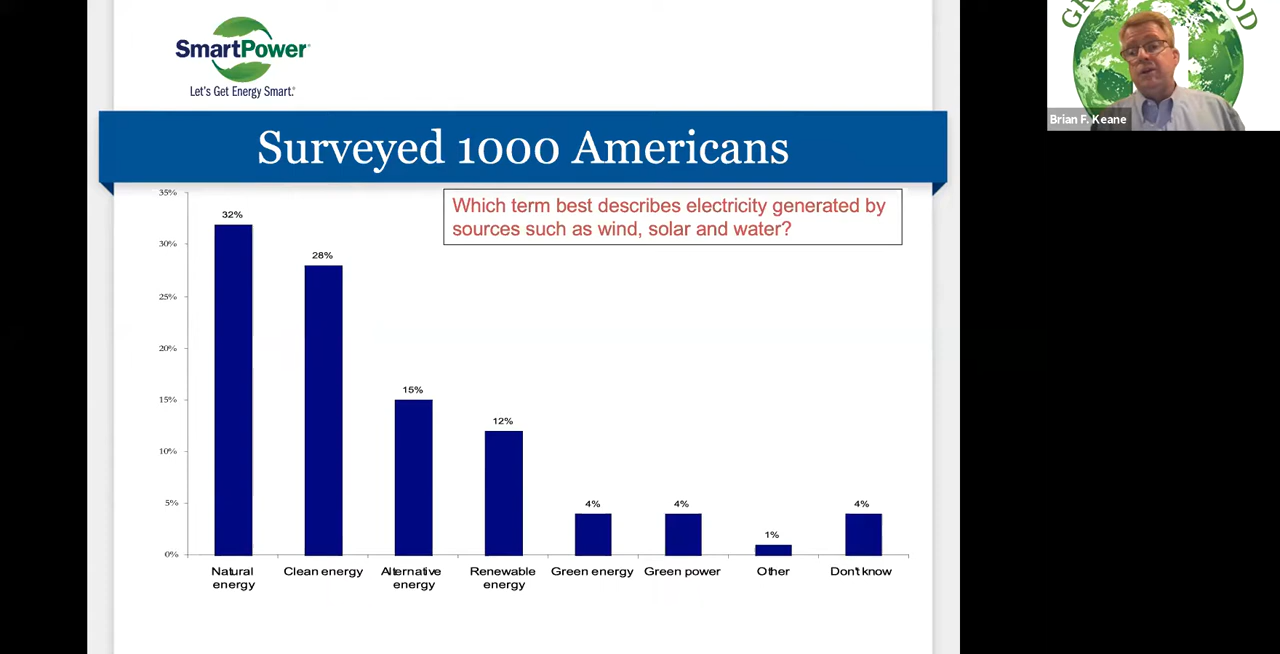 SmartPower®
Let's Get Energy Smart.®
Surveyed 1000 Americans
Which term best describes electricity generated by
sources such as wind, solar and water?
35%
30%
25%
20%
15%
10%
5%
0%
32%
28%
15%
12%
4%
4%
1%
4%
Natural
energy
Clean energy
Alternative
energy
Renewable
energy
Green energy
Green power
Other
Don't know
Brian F. Keane